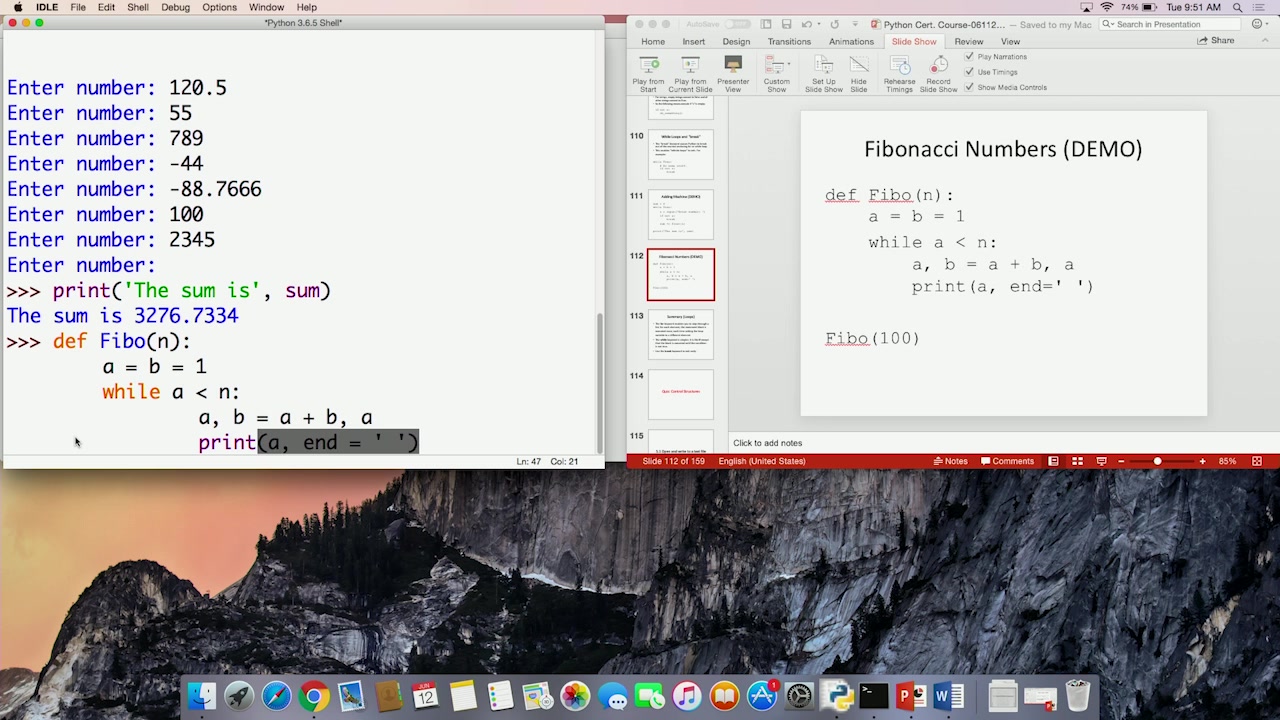 IDLE File Edit Shell Debug Options Window Help
74% Tue 9:51 AM
*Python 3.6.5 Shell*
Enter number: 120.5
Enter number: 55
Enter number: 789
Enter number: -44
Enter number: -88.7666
Enter number: 100
Enter number: 2345
Enter number:
>>> print('The sum is', sum)
The sum is 3276.7334
>>> def Fibo(n):
a = b = 1
while a < n:
a, b = a + b, a
print(a, end = ' ')
Ln: 47 Col: 21
AutoSave
Python Cert. Course-06112... — Saved to my Mac
Search in Presentation
Home Insert Design Transitions Animations Slide Show Review View
Share
Play from Start
Play from Current Slide
Presenter View
Custom Show
Set Up Slide Show
Hide Slide
Rehearse Timings
Record Slide Show
Play Narrations
Use Timings
Show Media Controls
110
While Loops and "break"
111
Adding Machine (DEMO)
112
Fibonacci Numbers (DEMO)
113
Summary (Loops)
114
Quiz: Control Structures
115
Fibonacci Numbers (DEMO)
def Fibo(n):
a = b = 1
while a < n:
a, b = a + b, a
print(a, end=' ')
Fibo(100)
Click to add notes
Slide 112 of 159 English (United States) Notes Comments 85%
JUN
12
1